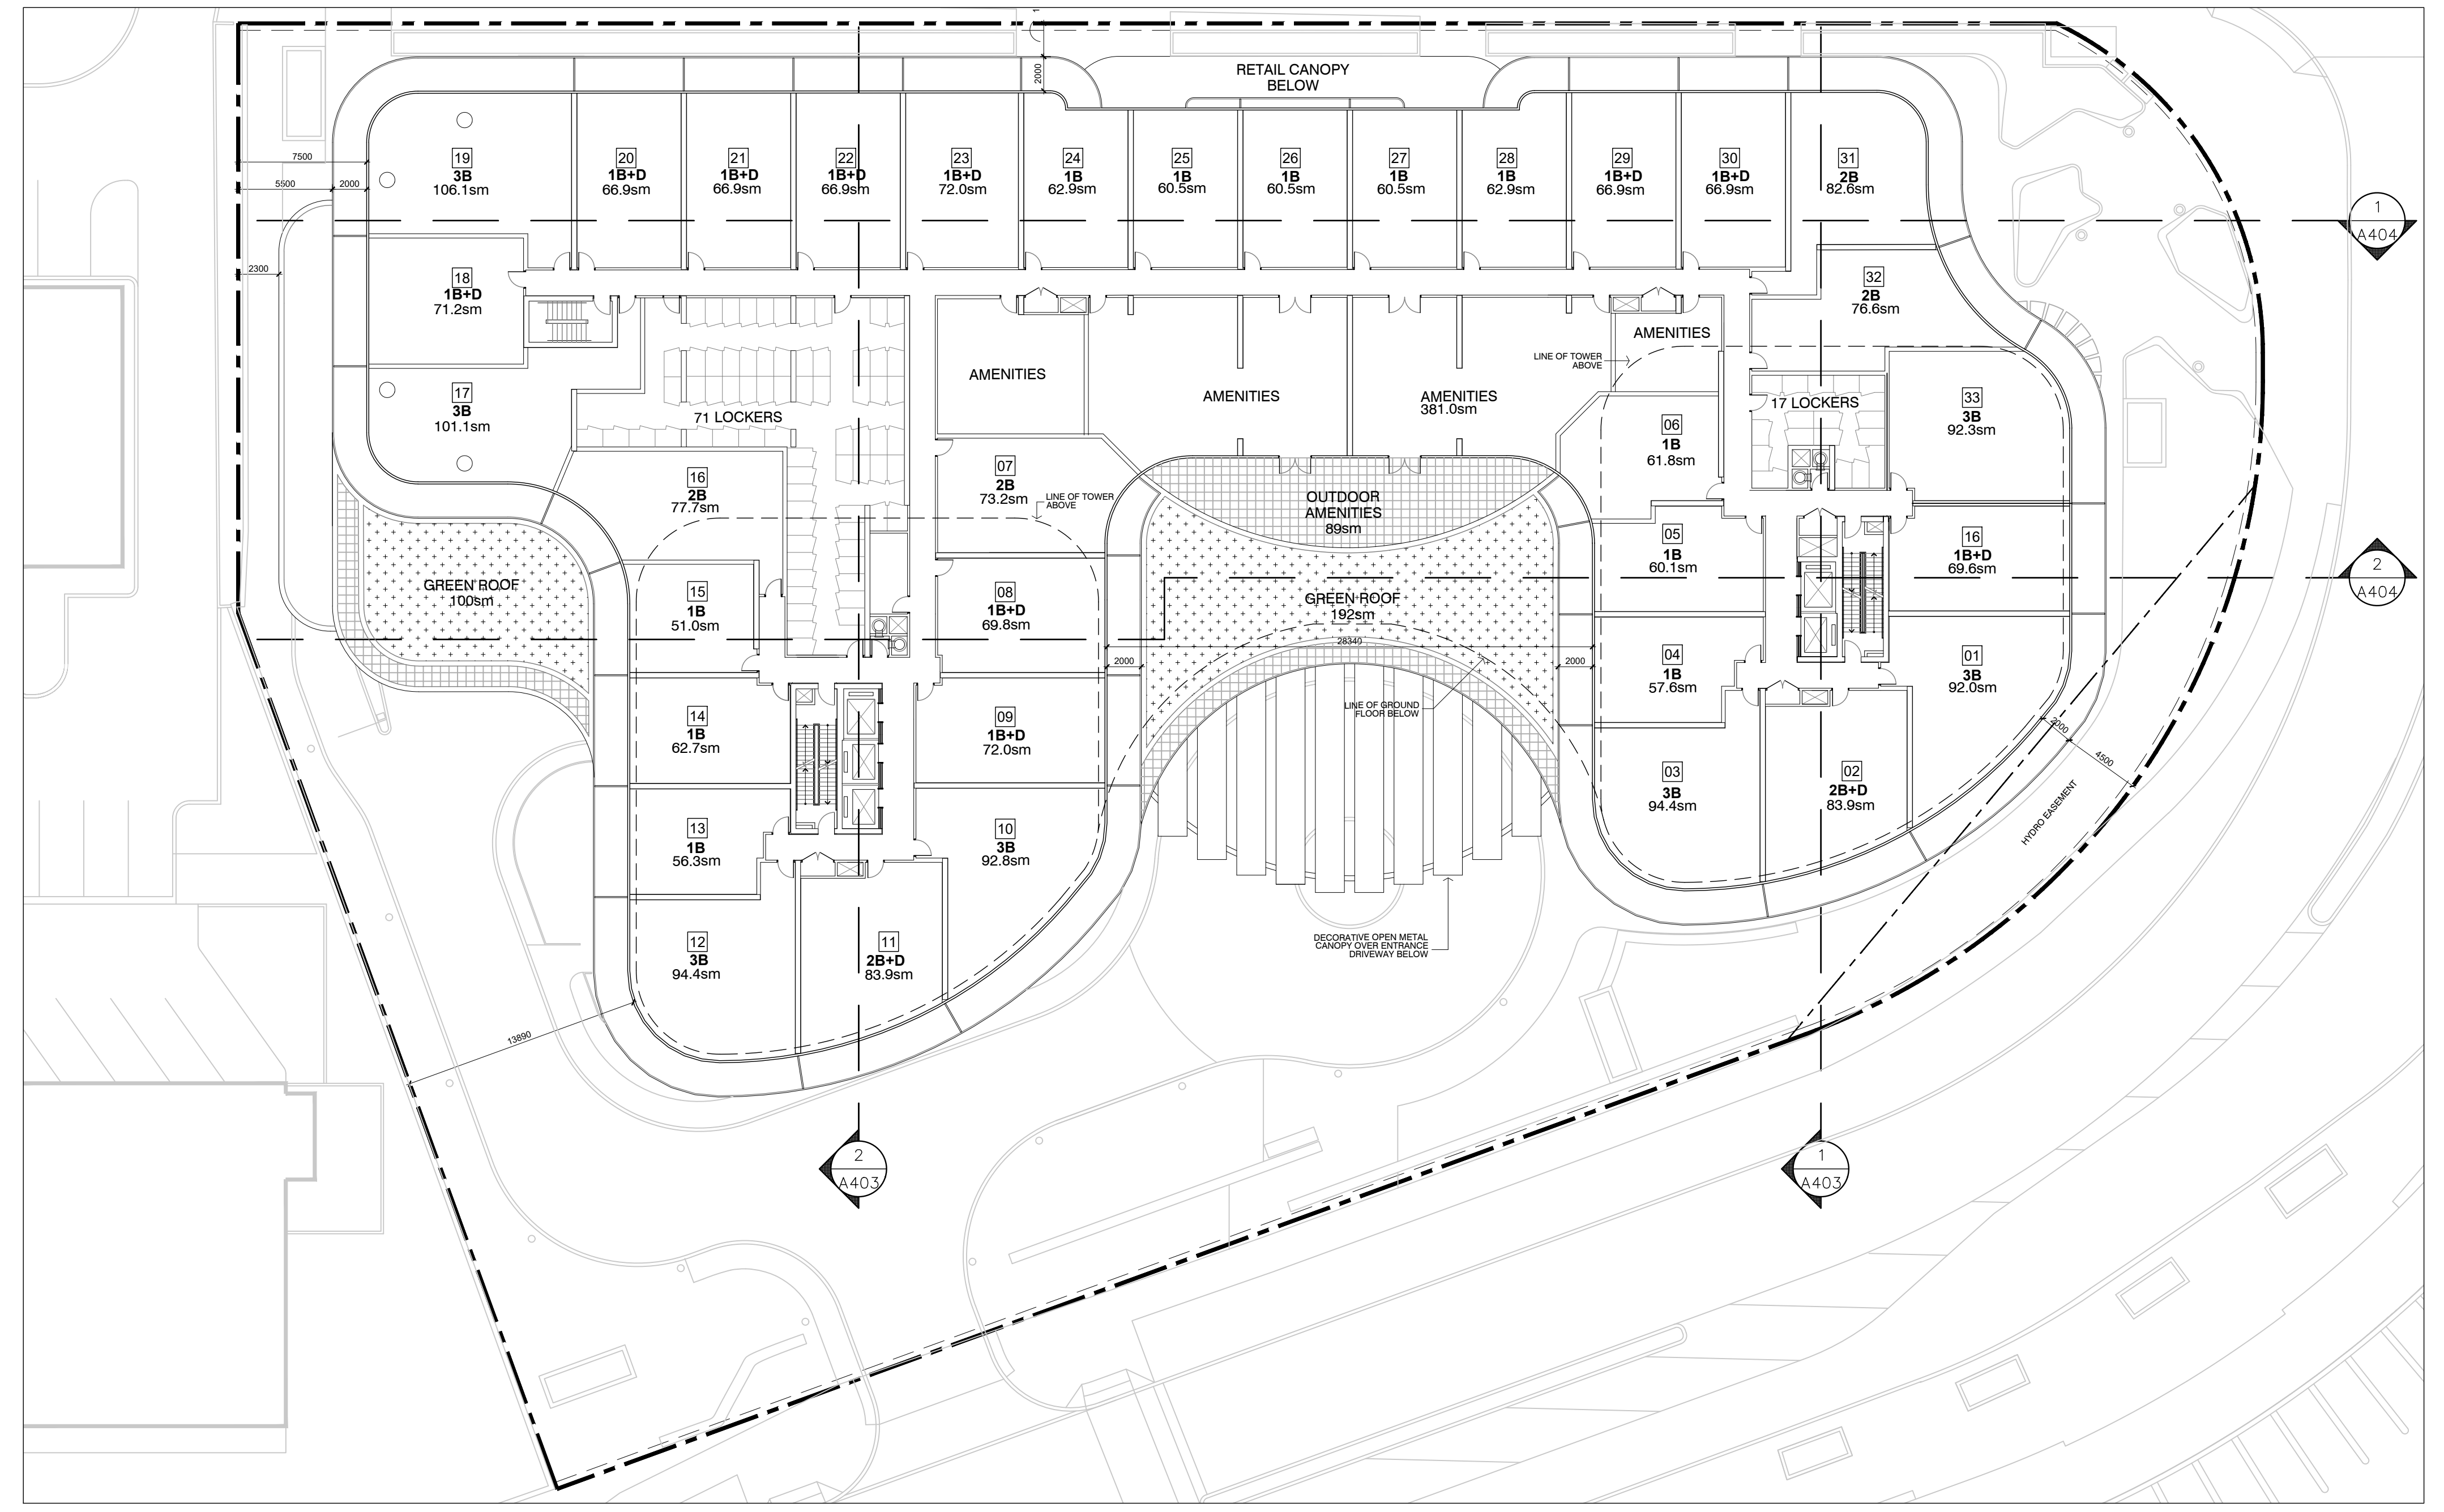 1
2000
RETAIL CANOPY
BELOW
7500
5500
2000
2300
19
3B
106.1sm
20
1B+D
66.9sm
21
1B+D
66.9sm
22
1B+D
66.9sm
23
1B+D
72.0sm
24
1B
62.9sm
25
1B
60.5sm
26
1B
60.5sm
27
1B
60.5sm
28
1B
62.9sm
29
1B+D
66.9sm
30
1B+D
66.9sm
31
2B
82.6sm
1
A404
18
1B+D
71.2sm
32
2B
76.6sm
AMENITIES
LINE OF TOWER
ABOVE
AMENITIES
AMENITIES
AMENITIES
381.0sm
17
3B
101.1sm
71 LOCKERS
17 LOCKERS
33
3B
92.3sm
06
1B
61.8sm
16
2B
77.7sm
07
2B
73.2sm
LINE OF TOWER
ABOVE
OUTDOOR
AMENITIES
89sm
05
1B
60.1sm
16
1B+D
69.6sm
2
A404
GREEN ROOF
100sm
15
1B
51.0sm
08
1B+D
69.8sm
GREEN ROOF
192sm
28340
2000
2000
04
1B
57.6sm
01
3B
92.0sm
14
1B
62.7sm
09
1B+D
72.0sm
LINE OF GROUND
FLOOR BELOW
2000
4500
HYDRO EASEMENT
03
3B
94.4sm
02
2B+D
83.9sm
13
1B
56.3sm
10
3B
92.8sm
12
3B
94.4sm
11
2B+D
83.9sm
DECORATIVE OPEN METAL
CANOPY OVER ENTRANCE
DRIVEWAY BELOW
13890
2
A403
1
A403